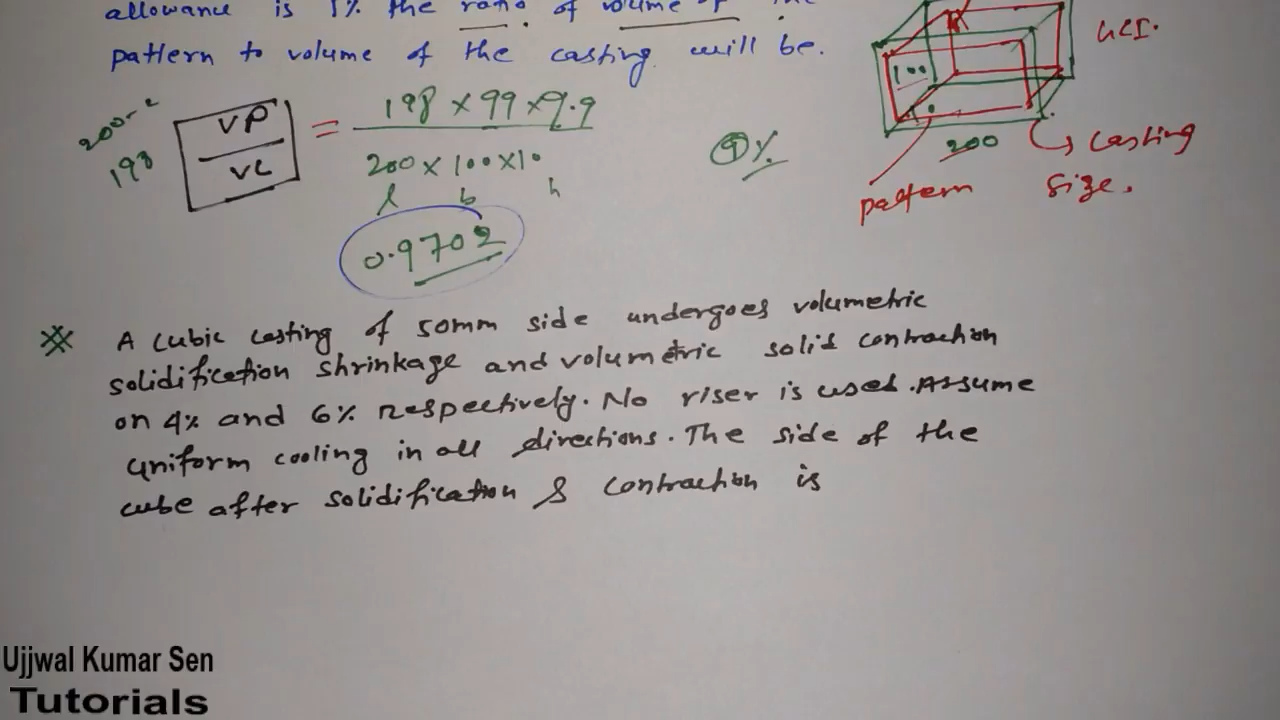 allowance is 1% the ratio of volume of the
pattern to volume of the casting will be.
GCI.
100
200
casting
size.
pattern
200-2
198
VP
VC
=
198 × 99 × 9.9
200 × 100 × 10
l b h
9%
0.9702
A cubic casting of 50mm side undergoes volumetric
solidification shrinkage and volumetric solid contraction
on 4% and 6% respectively. No riser is used. Assume
uniform cooling in all directions. The side of the
cube after solidification & contraction is
Ujjwal Kumar Sen
Tutorials